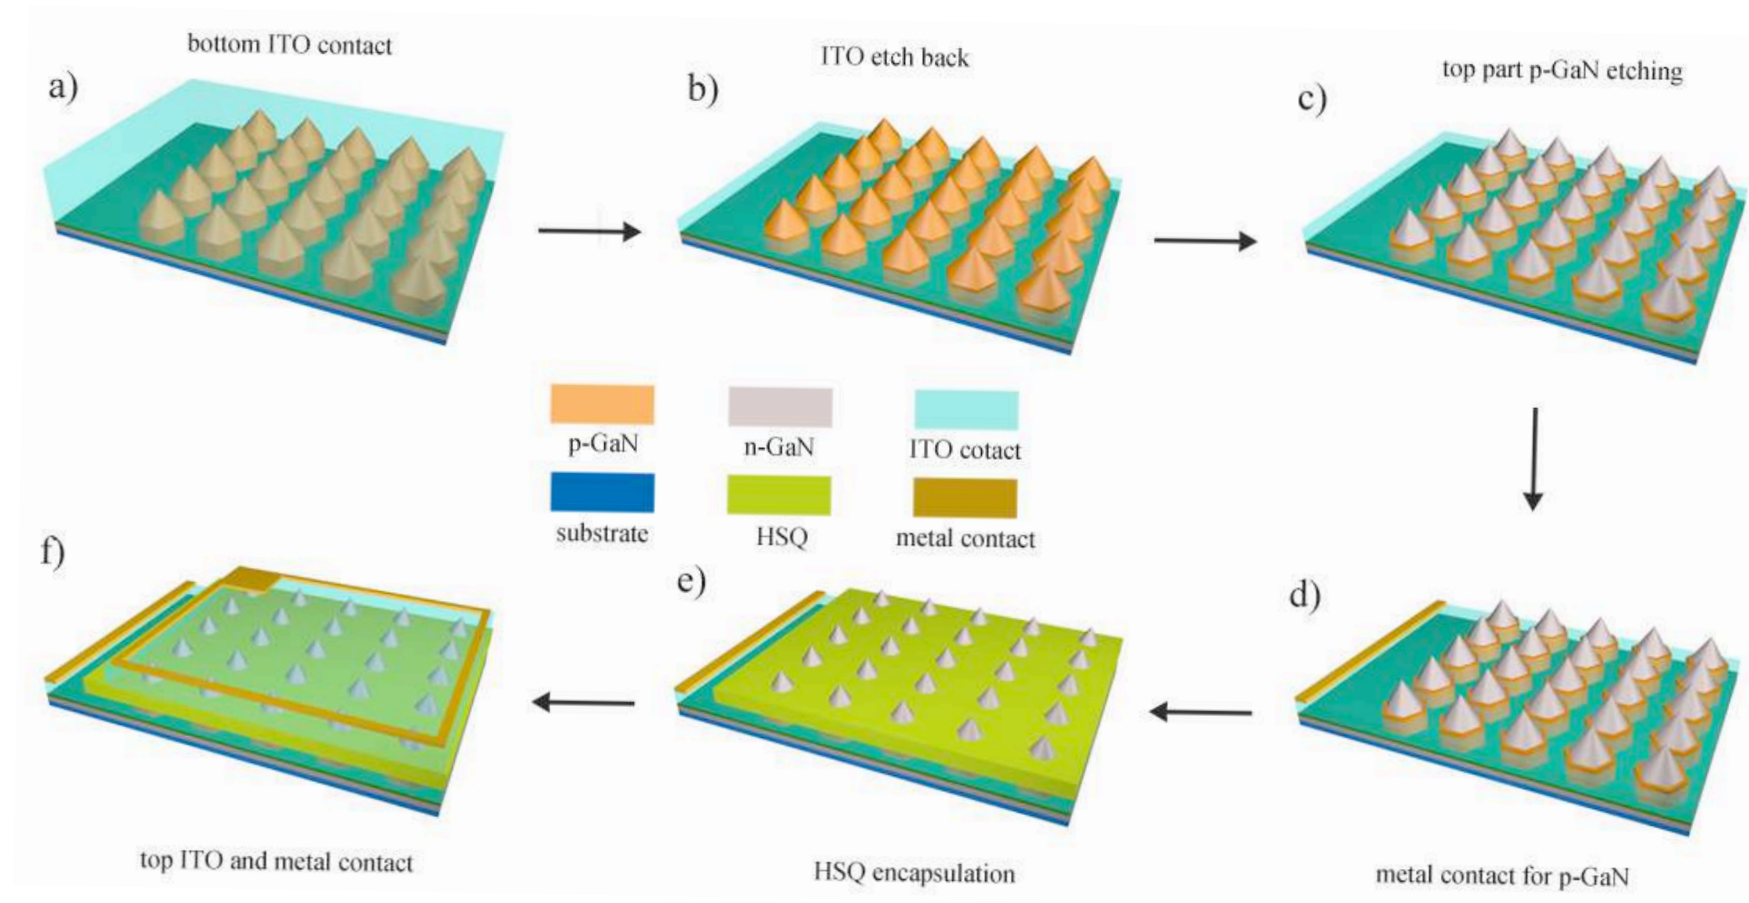 bottom ITO contact
a)
ITO etch back
b)
top part p-GaN etching
c)
p-GaN
n-GaN
ITO cotact
substrate
HSQ
metal contact
d)
metal contact for p-GaN
e)
HSQ encapsulation
f)
top ITO and metal contact